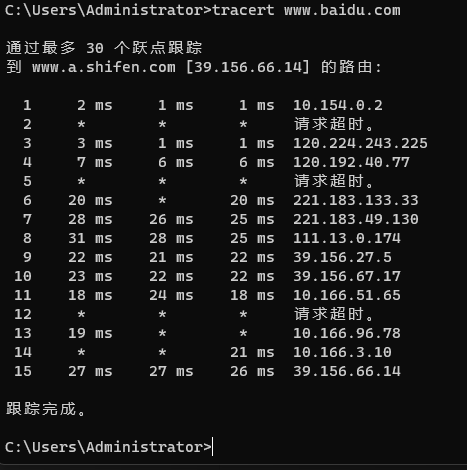 C:\Users\Administrator>tracert www.baidu.com
通过最多 30 个跃点跟踪
到 www.a.shifen.com [39.156.66.14] 的路由:
1 2 ms 1 ms 1 ms 10.154.0.2
2 * * * 请求超时。
3 3 ms 1 ms 1 ms 120.224.243.225
4 7 ms 6 ms 6 ms 120.192.40.77
5 * * * 请求超时。
6 20 ms * 20 ms 221.183.133.33
7 28 ms 26 ms 25 ms 221.183.49.130
8 31 ms 28 ms 25 ms 111.13.0.174
9 22 ms 21 ms 22 ms 39.156.27.5
10 23 ms 22 ms 22 ms 39.156.67.17
11 18 ms 24 ms 18 ms 10.166.51.65
12 * * * 请求超时。
13 19 ms * * 10.166.96.78
14 * * 21 ms 10.166.3.10
15 27 ms 27 ms 26 ms 39.156.66.14
跟踪完成。
C:\Users\Administrator>